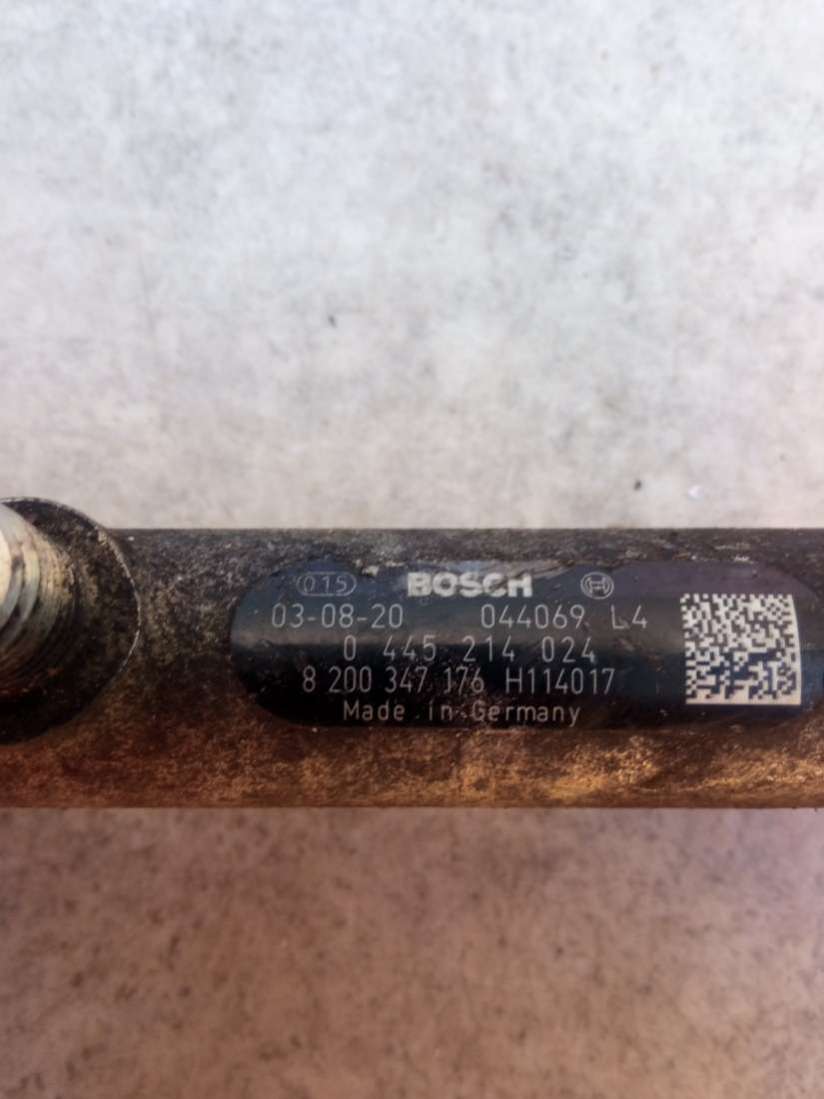 015 BOSCH
03-08-20 044069 L4
0 445 214 024
8 200 347 176 H114017
Made in Germany